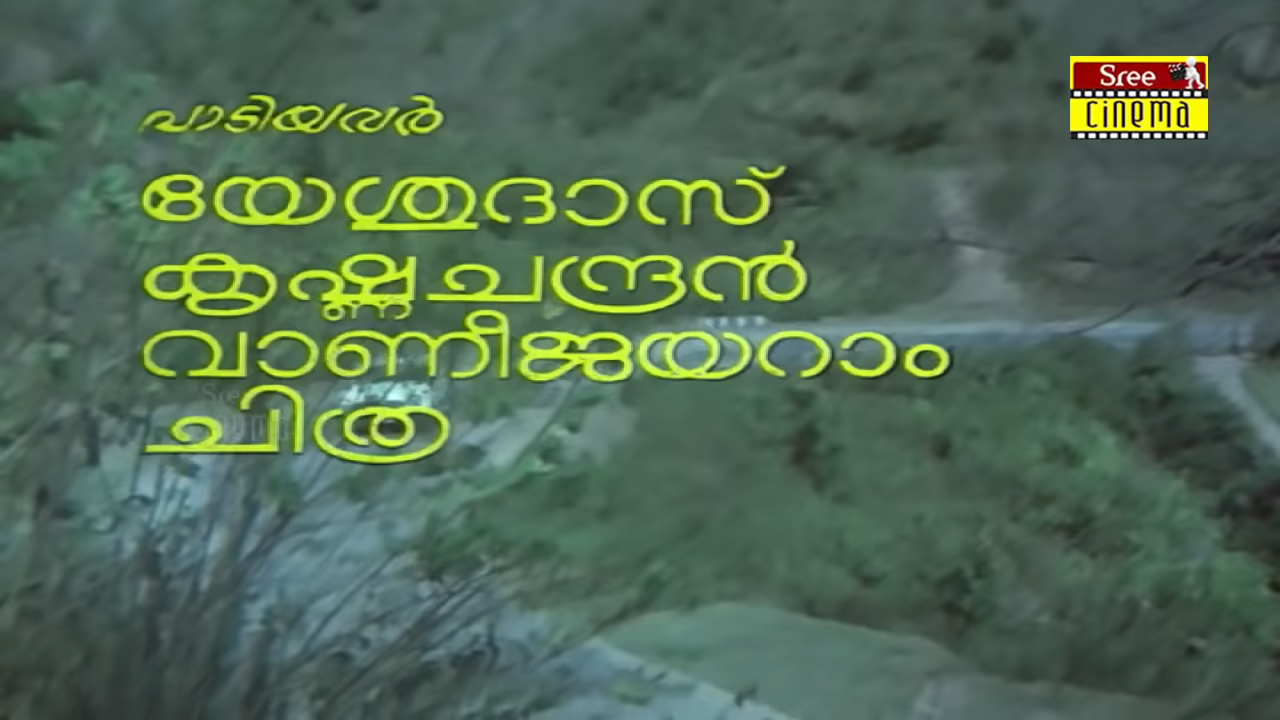 Sree
cinema
പാടിയവർ
യേശുദാസ്
കൃഷ്ണചന്ദ്രൻ
വാണീജയറാം
ചിത്ര